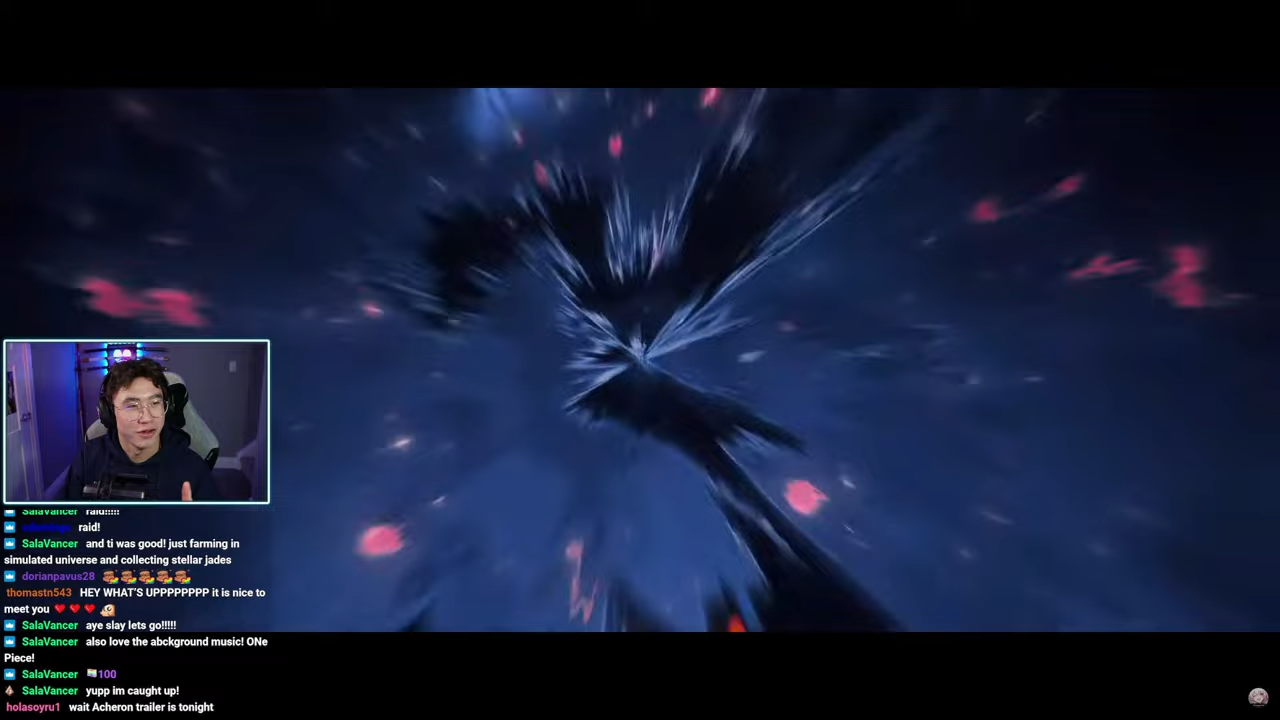 SalaVancer raid!!!!!
raid!
SalaVancer and ti was good! just farming in
simulated universe and collecting stellar jades
dorianpavus28
thomastn543 HEY WHAT'S UPPPPPPPP it is nice to
meet you
SalaVancer aye slay lets go!!!!!
SalaVancer also love the abckground music! ONe
Piece!
SalaVancer 100
SalaVancer yupp im caught up!
holasoyru1 wait Acheron trailer is tonight